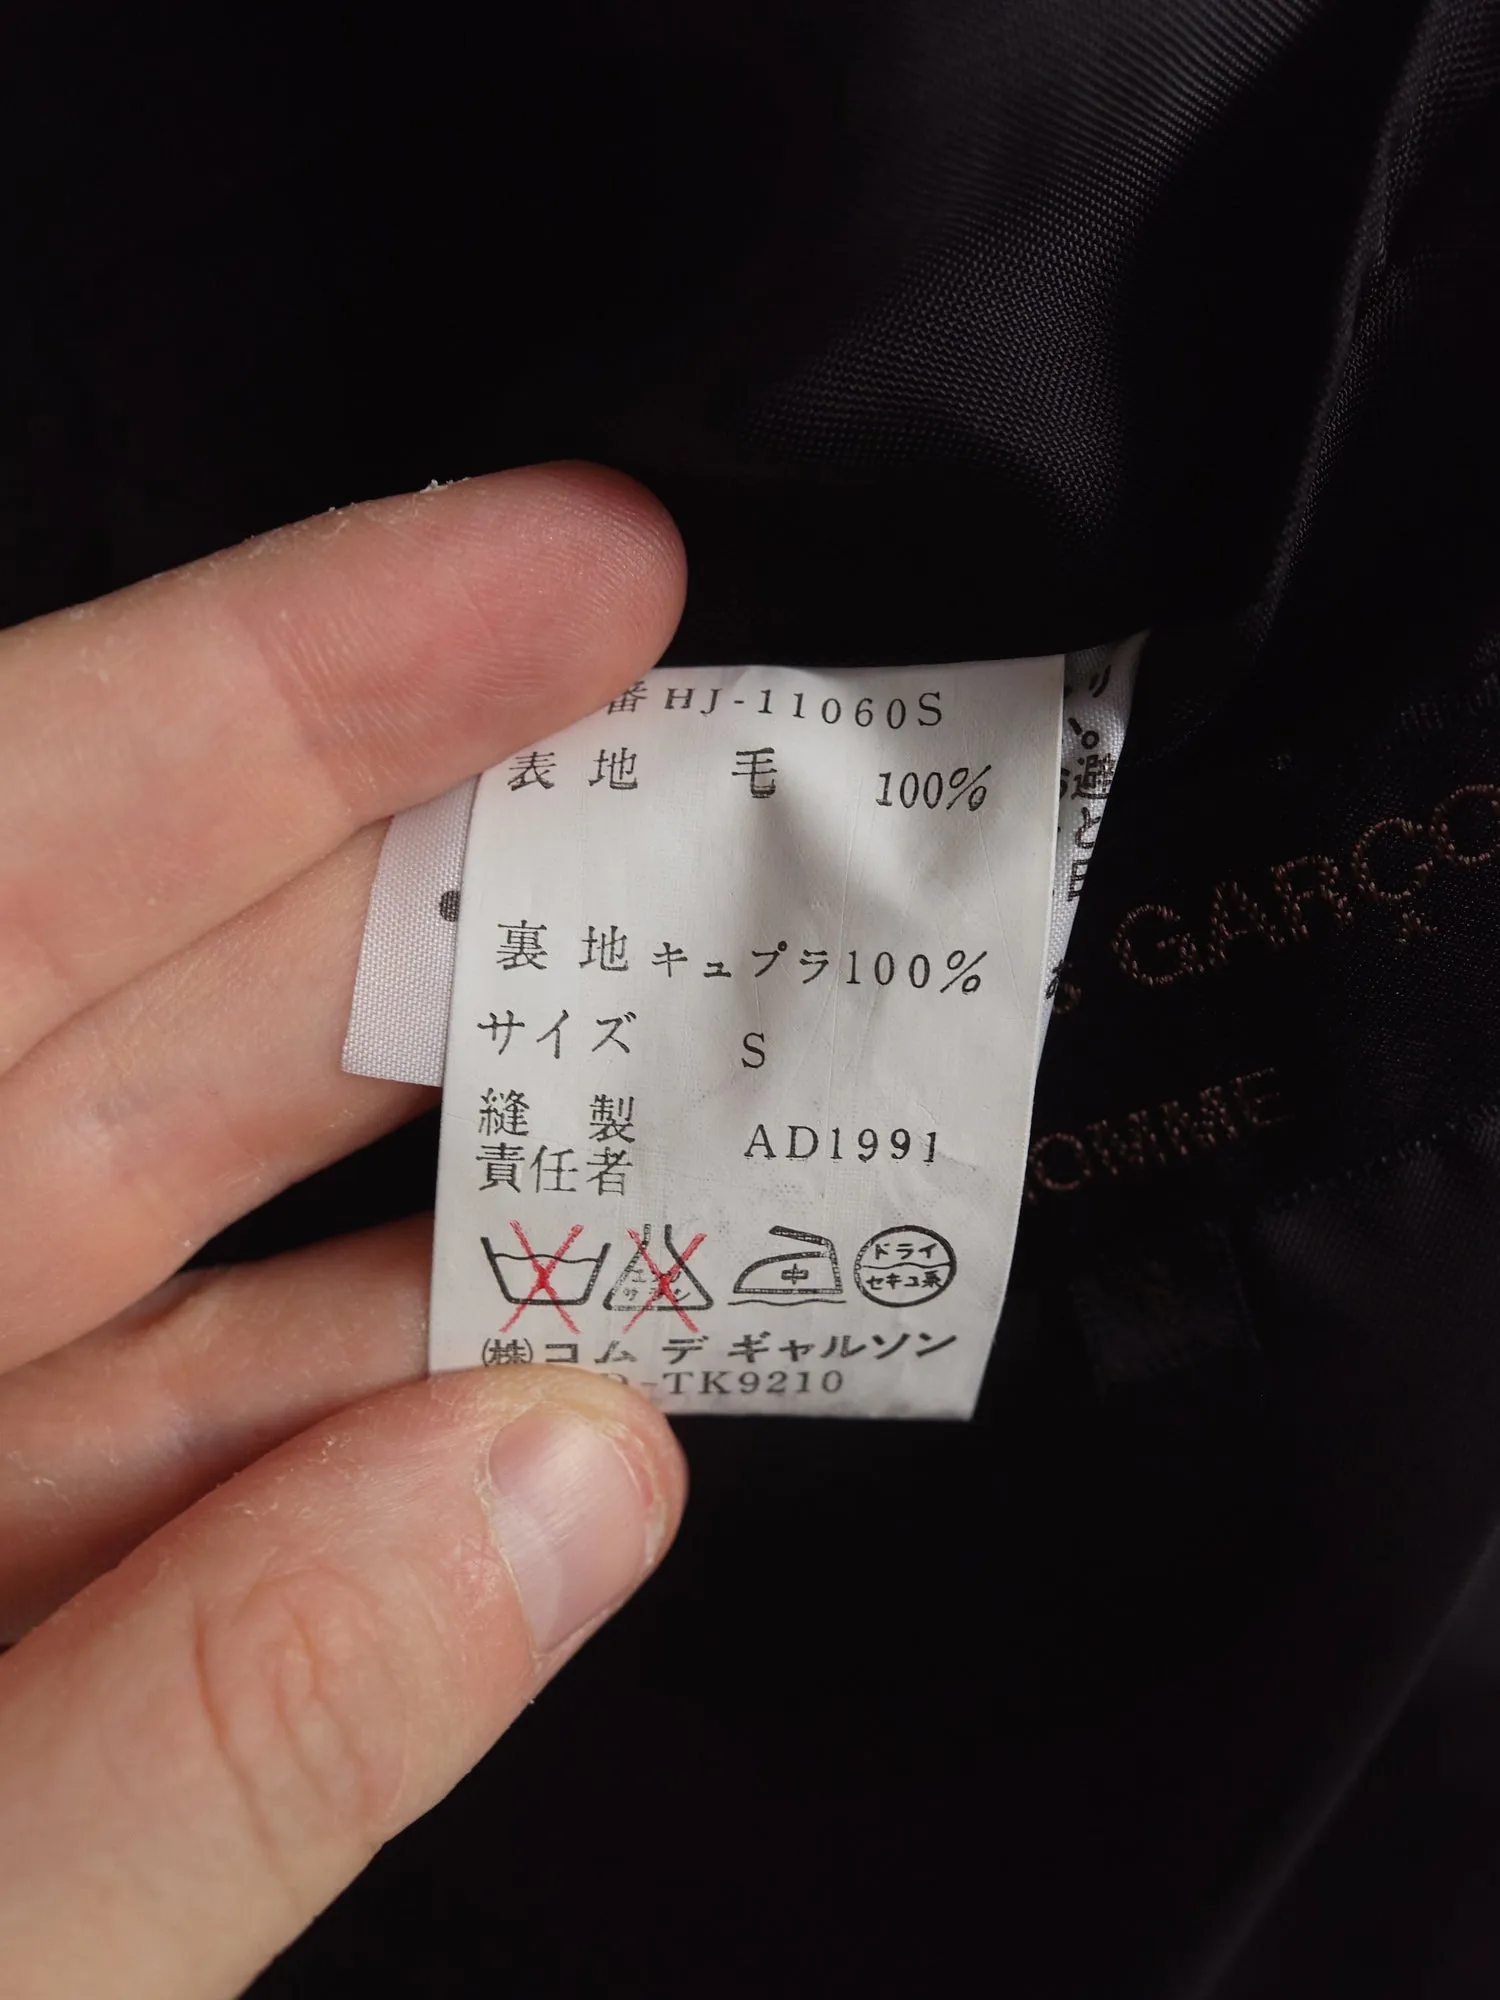 番 HJ-11060S
表地 毛 100%
裏地 キュプラ100%
サイズ S
縫製
責任者 AD1991
中
ドライ
セキユ系
(株)コムデギャルソン
-TK9210
GARÇO
OMME